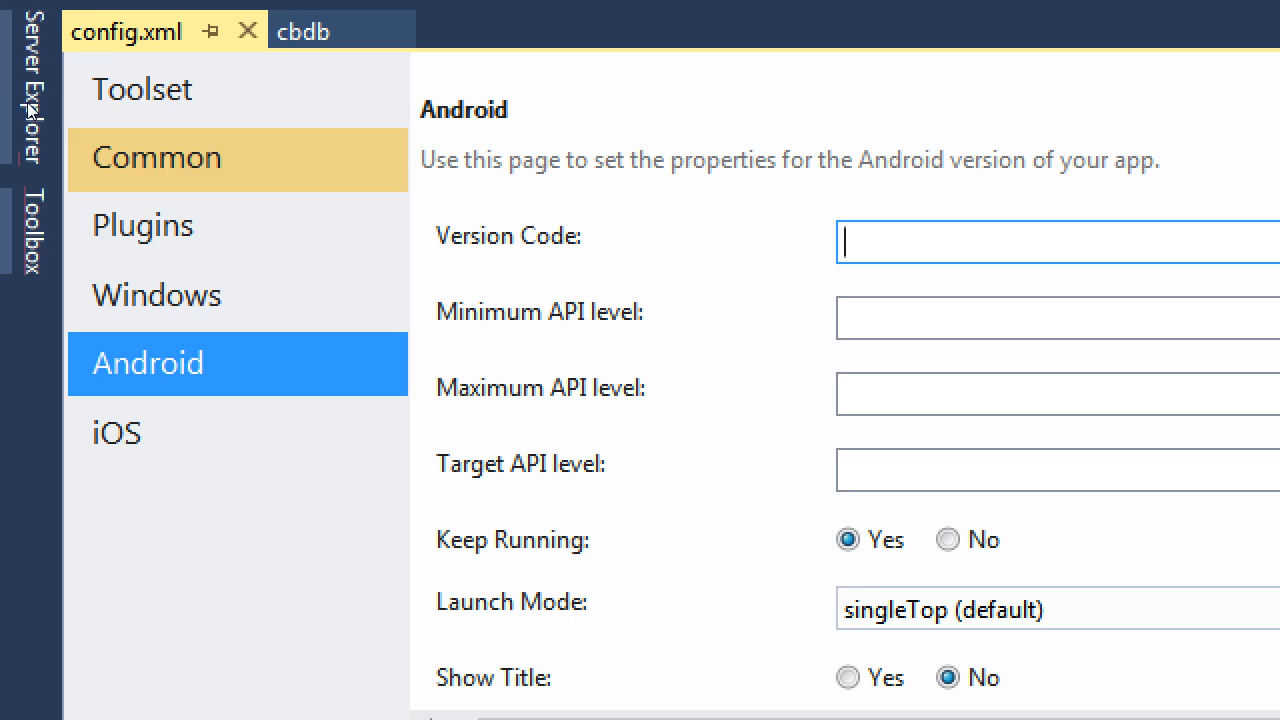 Server Explorer
Toolbox
config.xml
cbdb
Toolset
Common
Plugins
Windows
Android
iOS
Android
Use this page to set the properties for the Android version of your app.
Version Code:
Minimum API level:
Maximum API level:
Target API level:
Keep Running: Yes No
Launch Mode: singleTop (default)
Show Title: Yes No